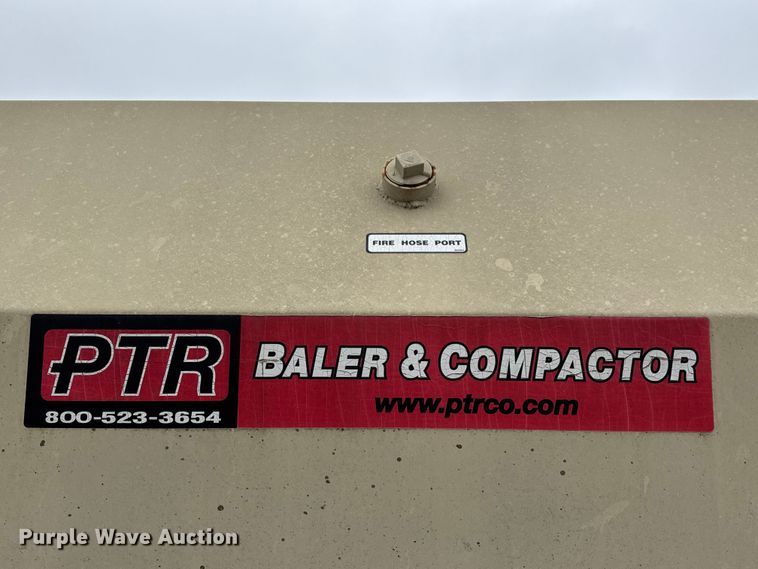 FIRE HOSE PORT
PTR
800-523-3654
BALER & COMPACTOR
www.ptrco.com
Purple Wave Auction